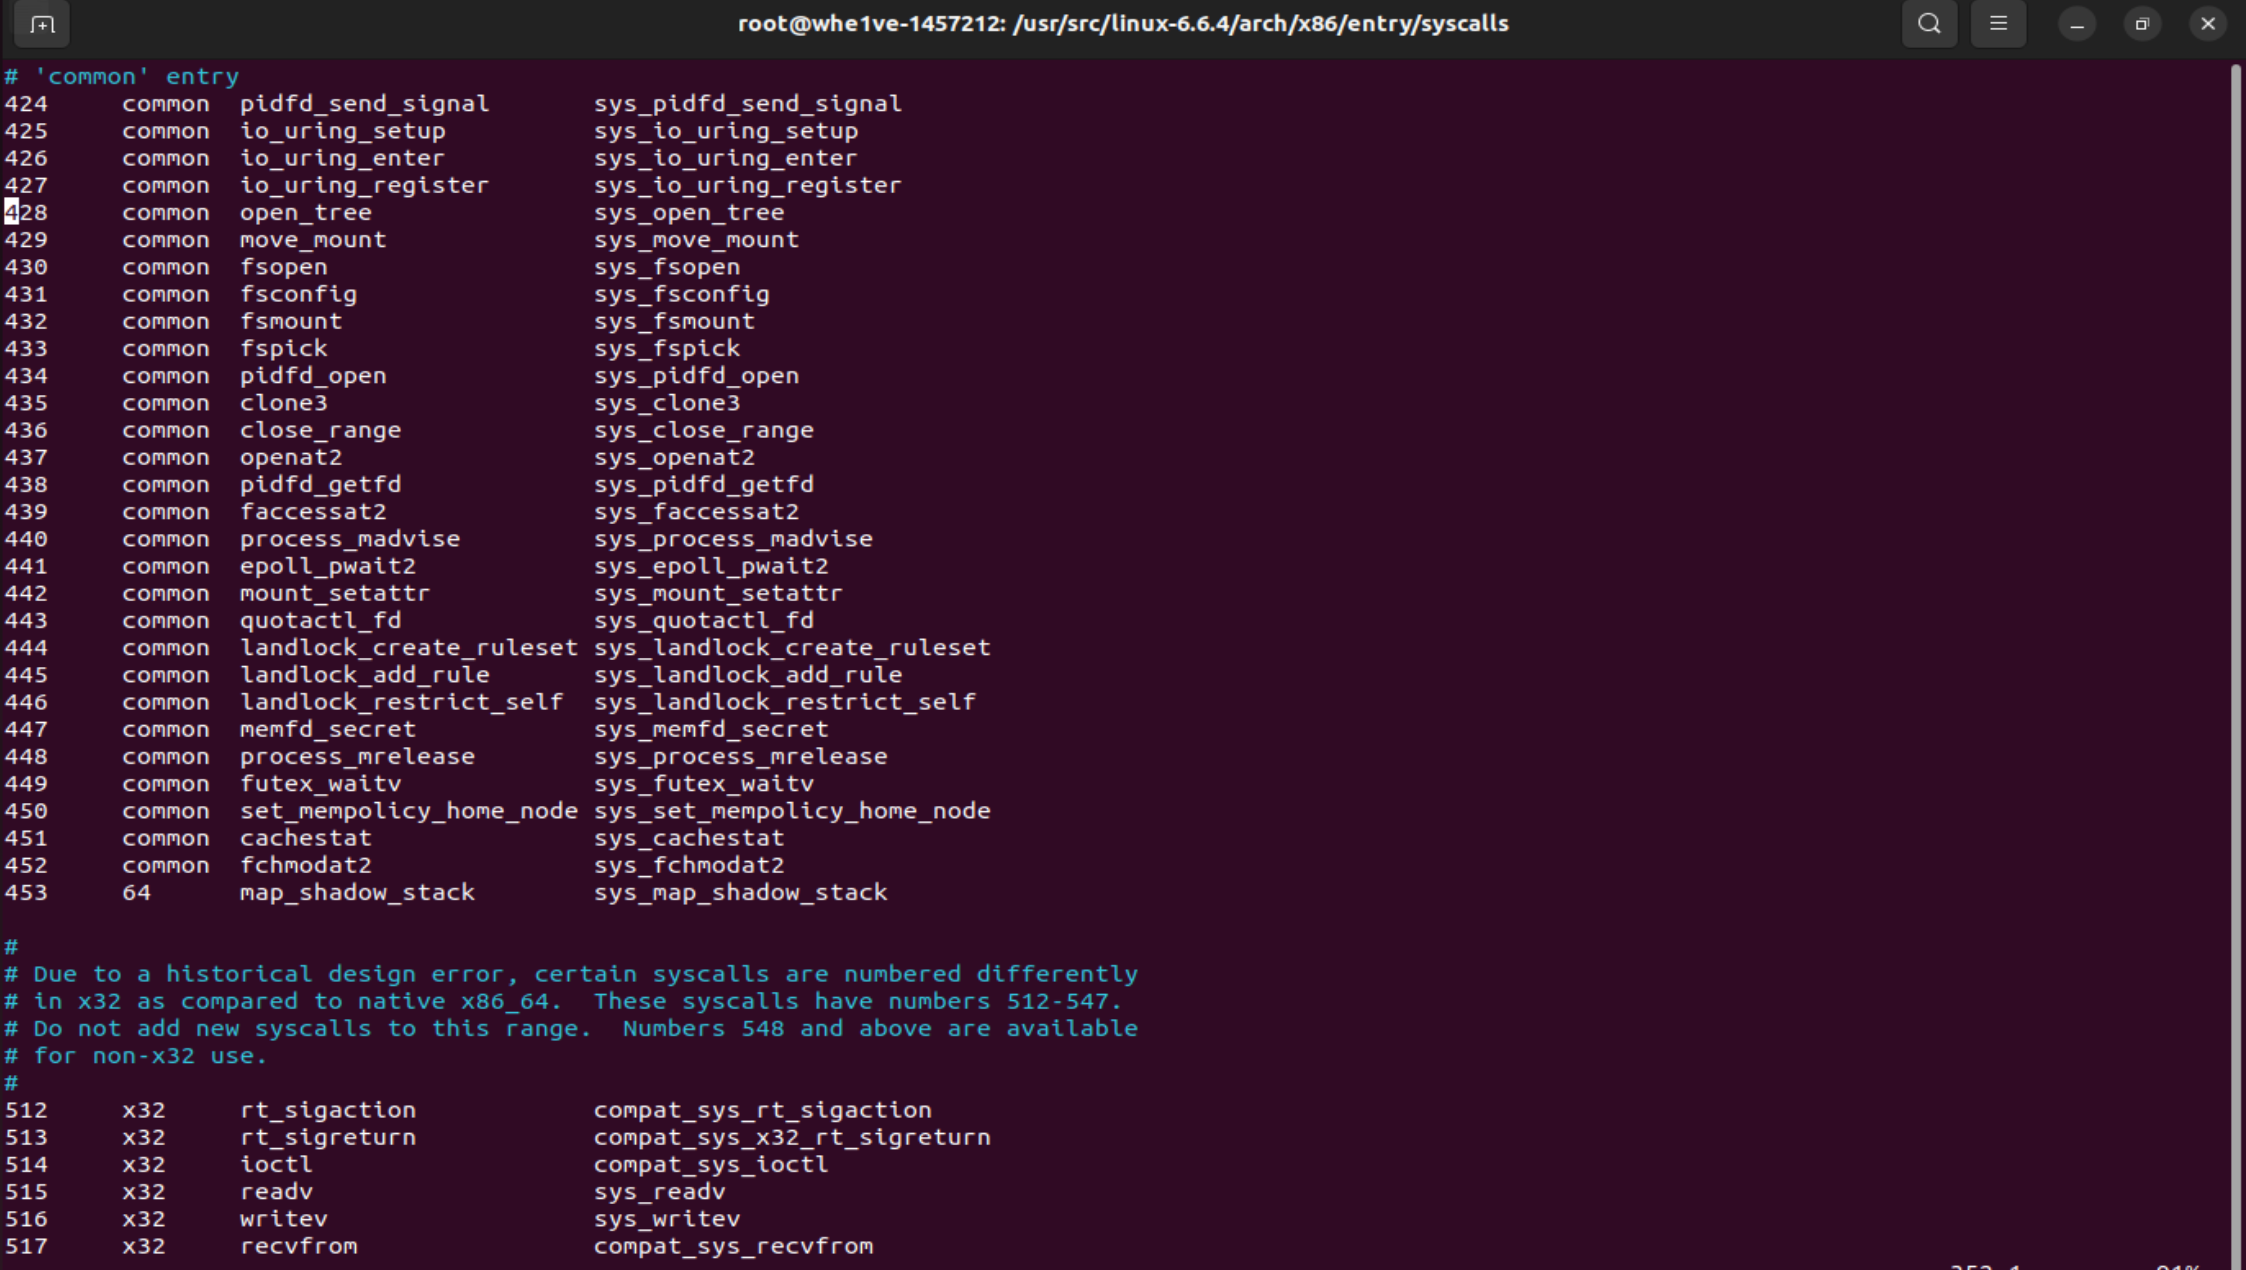 root@whe1ve-1457212: /usr/src/linux-6.6.4/arch/x86/entry/syscalls
# 'common' entry
424 common pidfd_send_signal sys_pidfd_send_signal
425 common io_uring_setup sys_io_uring_setup
426 common io_uring_enter sys_io_uring_enter
427 common io_uring_register sys_io_uring_register
428 common open_tree sys_open_tree
429 common move_mount sys_move_mount
430 common fsopen sys_fsopen
431 common fsconfig sys_fsconfig
432 common fsmount sys_fsmount
433 common fspick sys_fspick
434 common pidfd_open sys_pidfd_open
435 common clone3 sys_clone3
436 common close_range sys_close_range
437 common openat2 sys_openat2
438 common pidfd_getfd sys_pidfd_getfd
439 common faccessat2 sys_faccessat2
440 common process_madvise sys_process_madvise
441 common epoll_pwait2 sys_epoll_pwait2
442 common mount_setattr sys_mount_setattr
443 common quotactl_fd sys_quotactl_fd
444 common landlock_create_ruleset sys_landlock_create_ruleset
445 common landlock_add_rule sys_landlock_add_rule
446 common landlock_restrict_self sys_landlock_restrict_self
447 common memfd_secret sys_memfd_secret
448 common process_mrelease sys_process_mrelease
449 common futex_waitv sys_futex_waitv
450 common set_mempolicy_home_node sys_set_mempolicy_home_node
451 common cachestat sys_cachestat
452 common fchmodat2 sys_fchmodat2
453 64 map_shadow_stack sys_map_shadow_stack
#
# Due to a historical design error, certain syscalls are numbered differently
# in x32 as compared to native x86_64.  These syscalls have numbers 512-547.
# Do not add new syscalls to this range.  Numbers 548 and above are available
# for non-x32 use.
#
512 x32 rt_sigaction compat_sys_rt_sigaction
513 x32 rt_sigreturn compat_sys_x32_rt_sigreturn
514 x32 ioctl compat_sys_ioctl
515 x32 readv sys_readv
516 x32 writev sys_writev
517 x32 recvfrom compat_sys_recvfrom